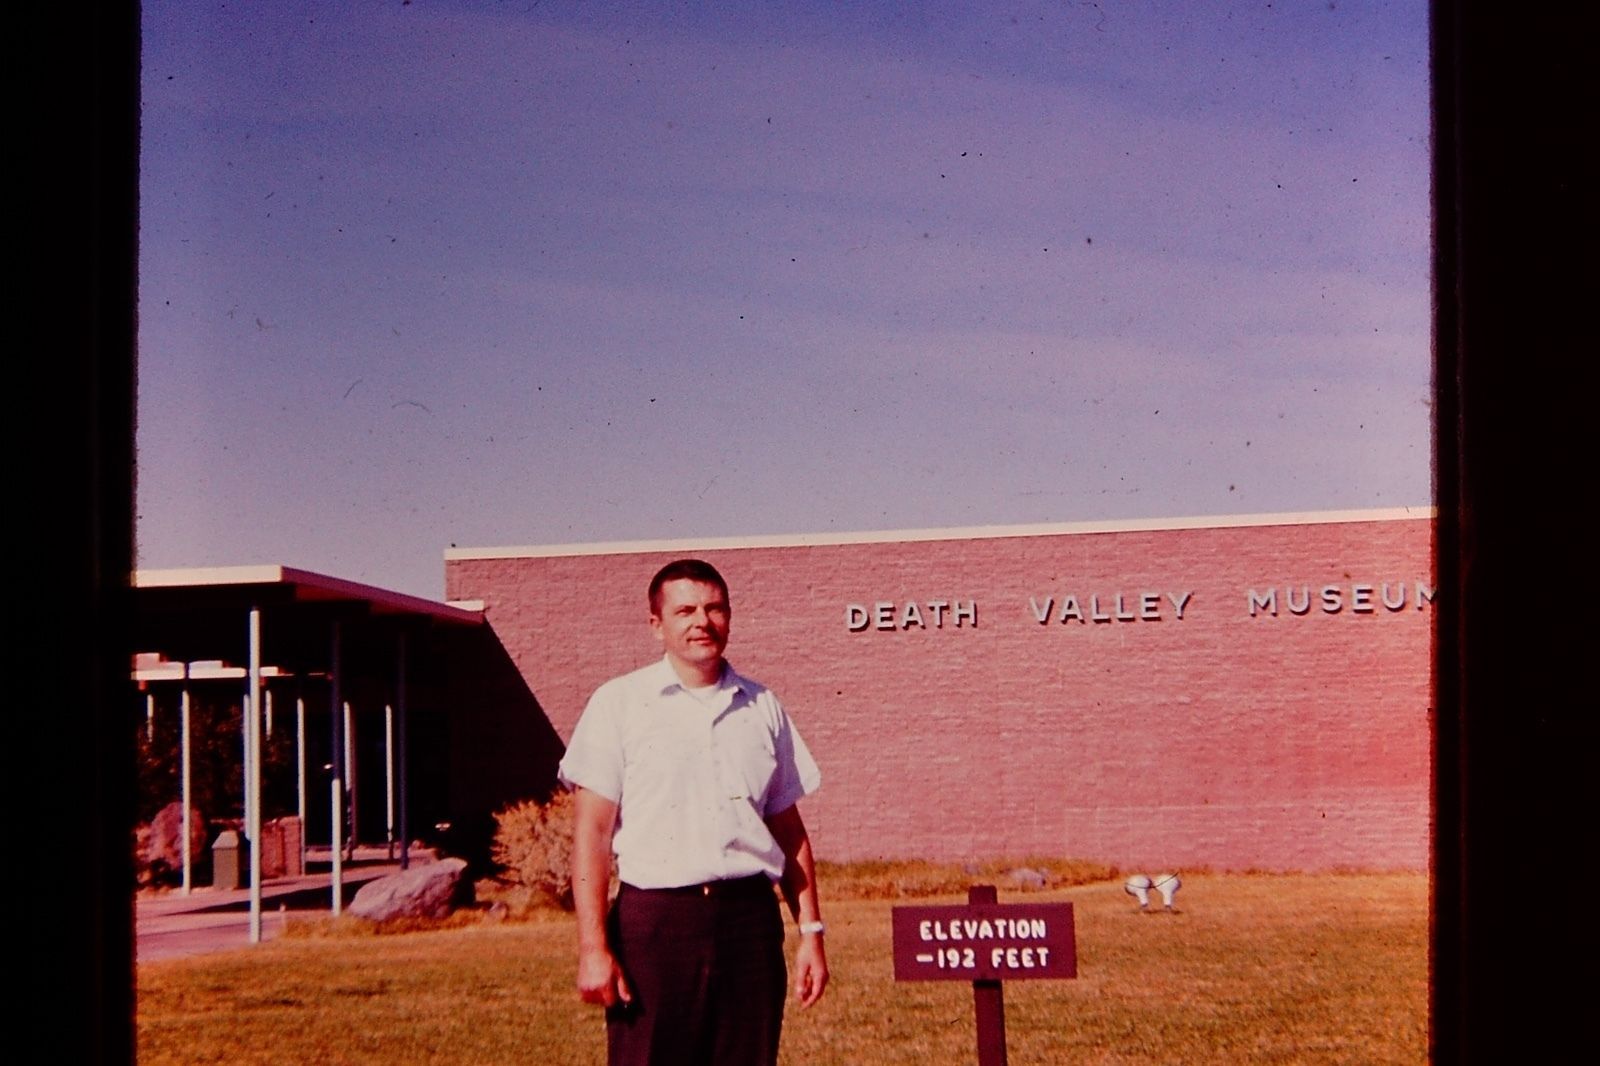 DEATH VALLEY MUSEUM
ELEVATION
-192 FEET